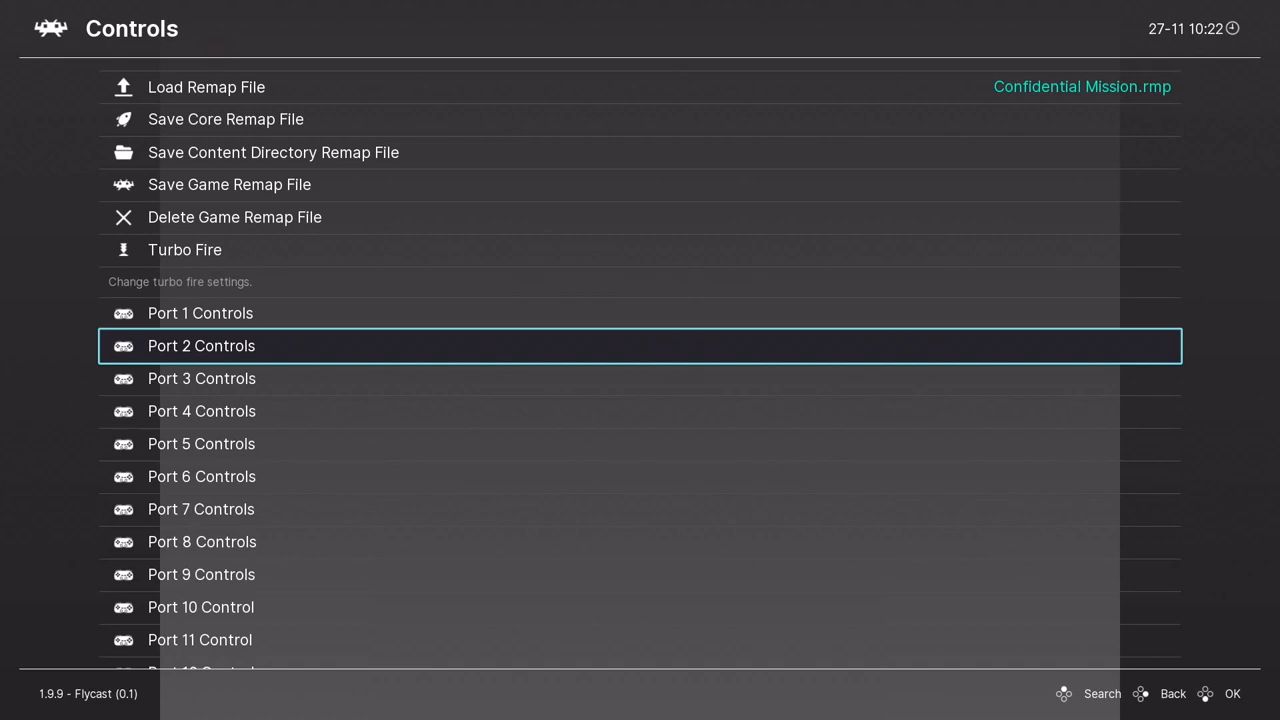 Controls
27-11 10:22
Load Remap File
Confidential Mission.rmp
Save Core Remap File
Save Content Directory Remap File
Save Game Remap File
Delete Game Remap File
Turbo Fire
Change turbo fire settings.
Port 1 Controls
Port 2 Controls
Port 3 Controls
Port 4 Controls
Port 5 Controls
Port 6 Controls
Port 7 Controls
Port 8 Controls
Port 9 Controls
Port 10 Control
Port 11 Control
1.9.9 - Flycast (0.1)
Search
Back
OK